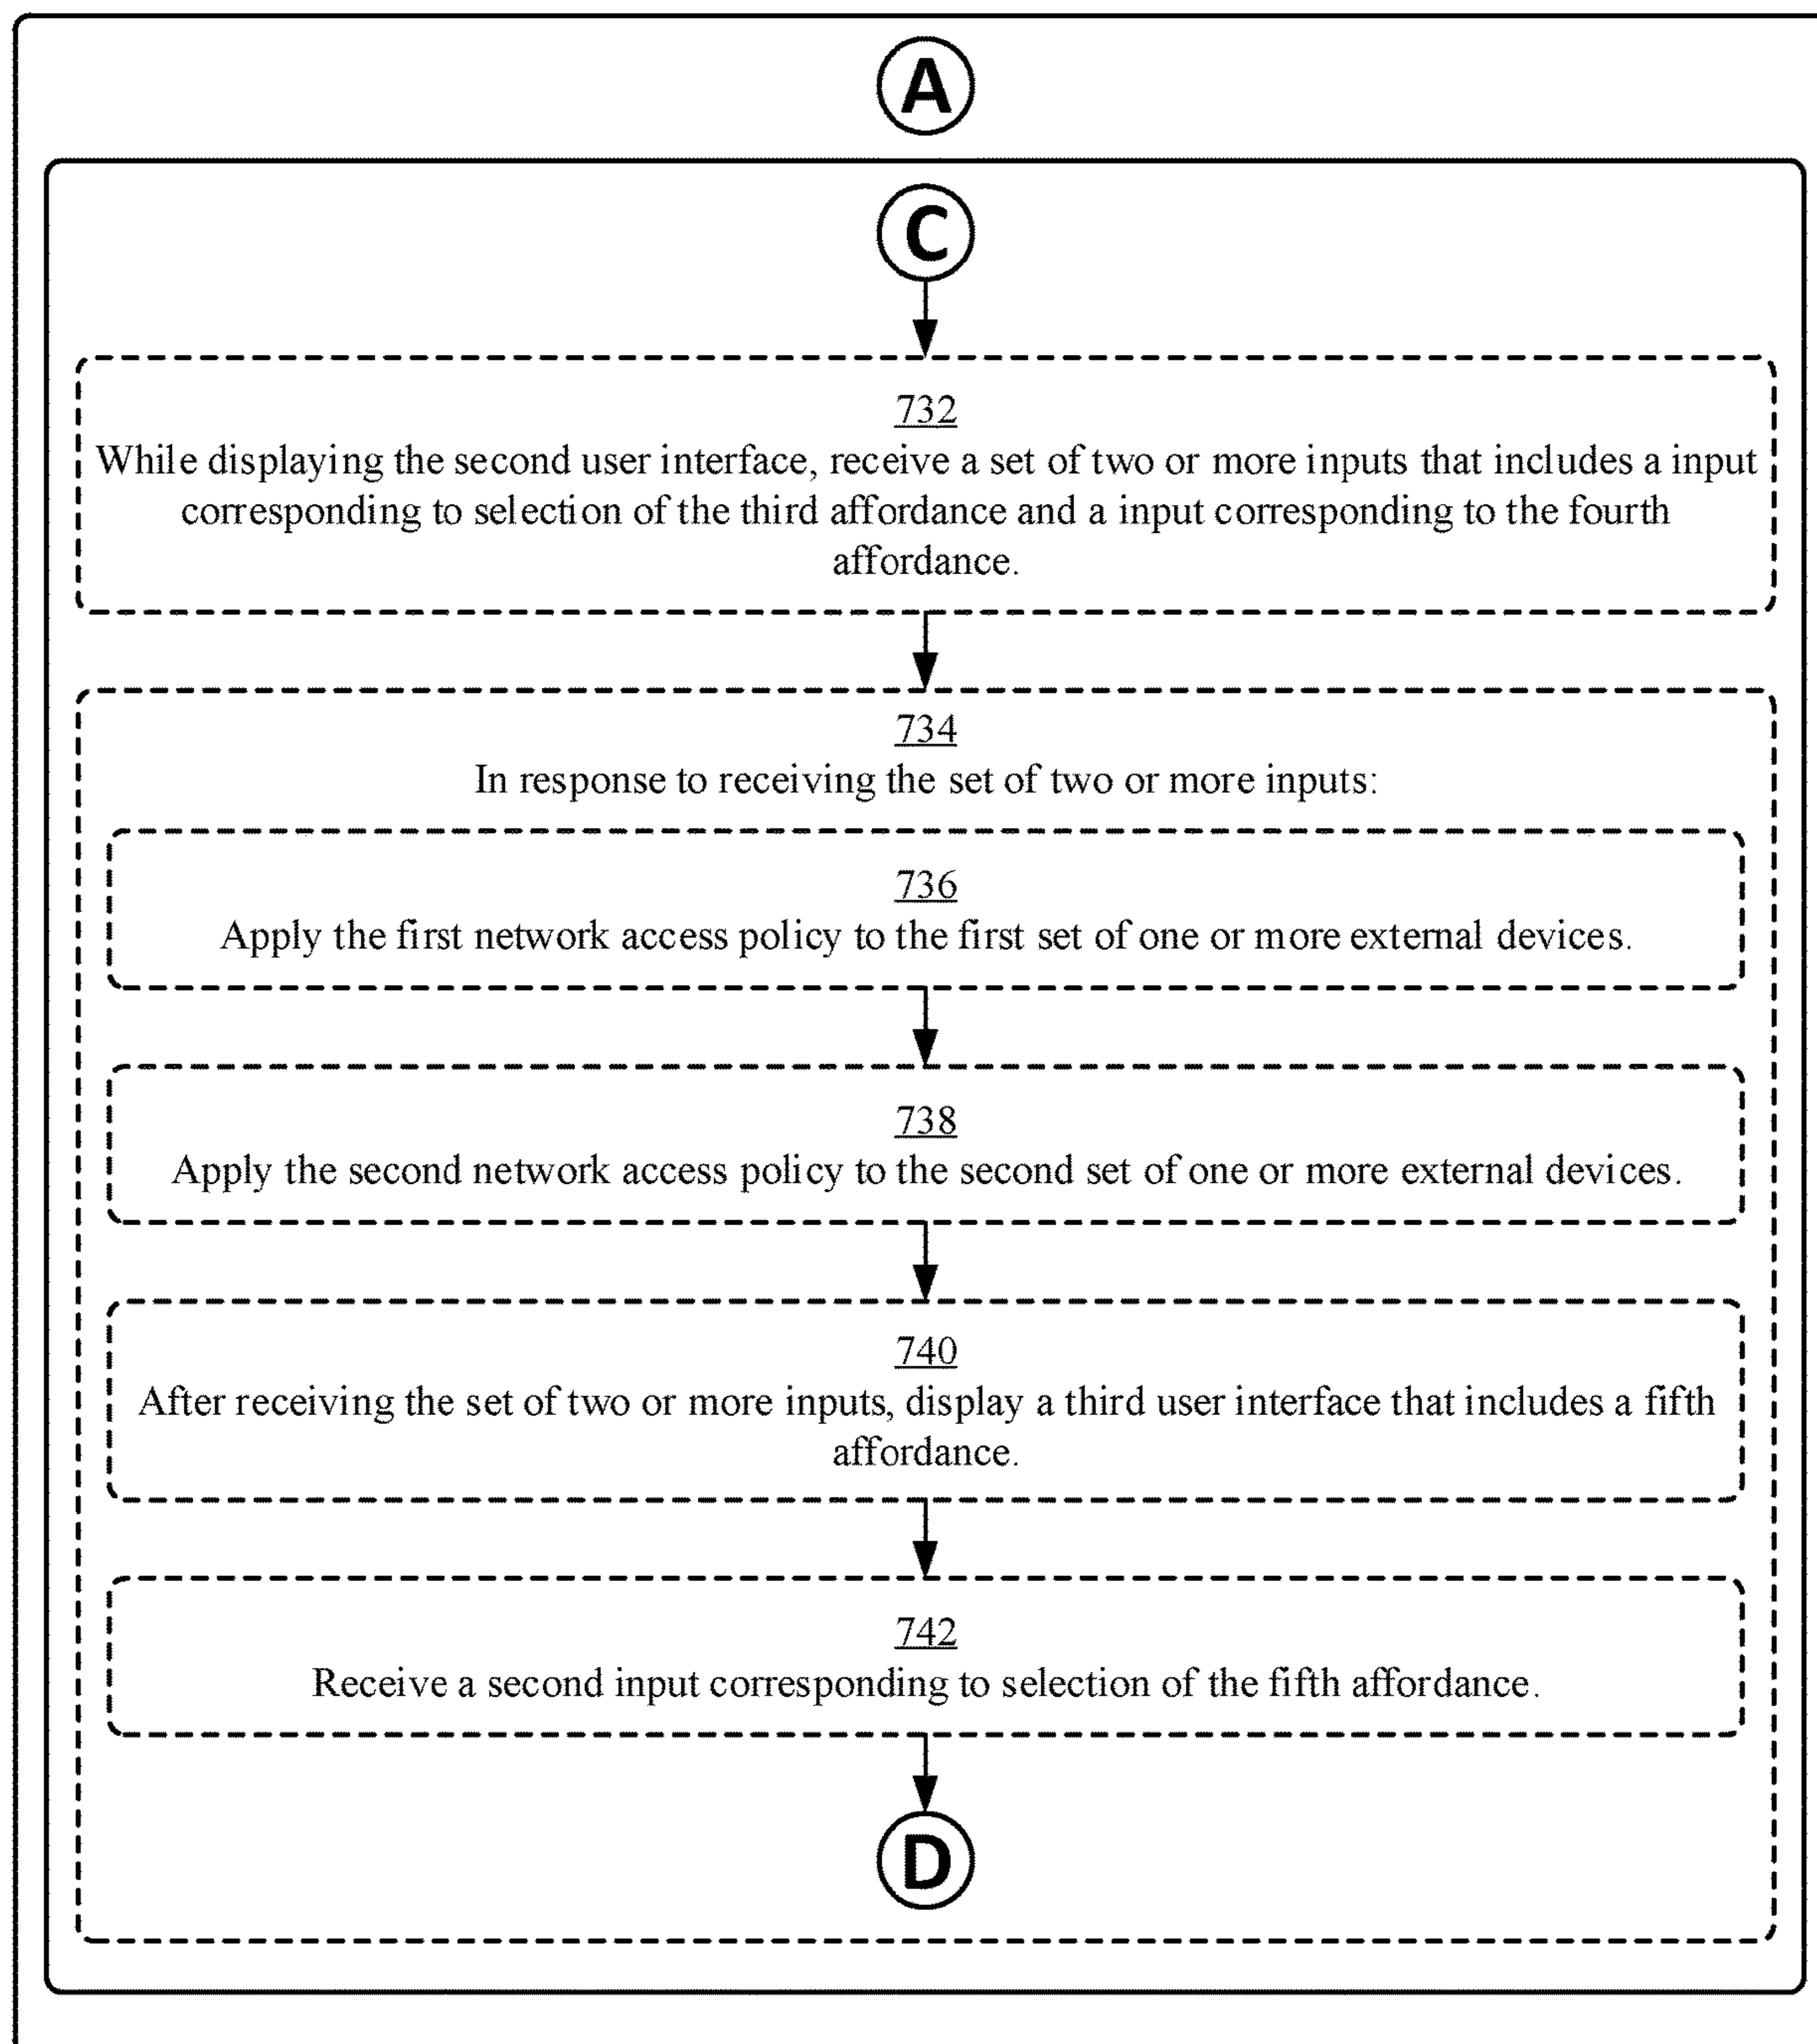 A
C
732
While displaying the second user interface, receive a set of two or more inputs that includes a input
corresponding to selection of the third affordance and a input corresponding to the fourth
affordance.
734
In response to receiving the set of two or more inputs:
736
Apply the first network access policy to the first set of one or more external devices.
738
Apply the second network access policy to the second set of one or more external devices.
740
After receiving the set of two or more inputs, display a third user interface that includes a fifth
affordance.
742
Receive a second input corresponding to selection of the fifth affordance.
D